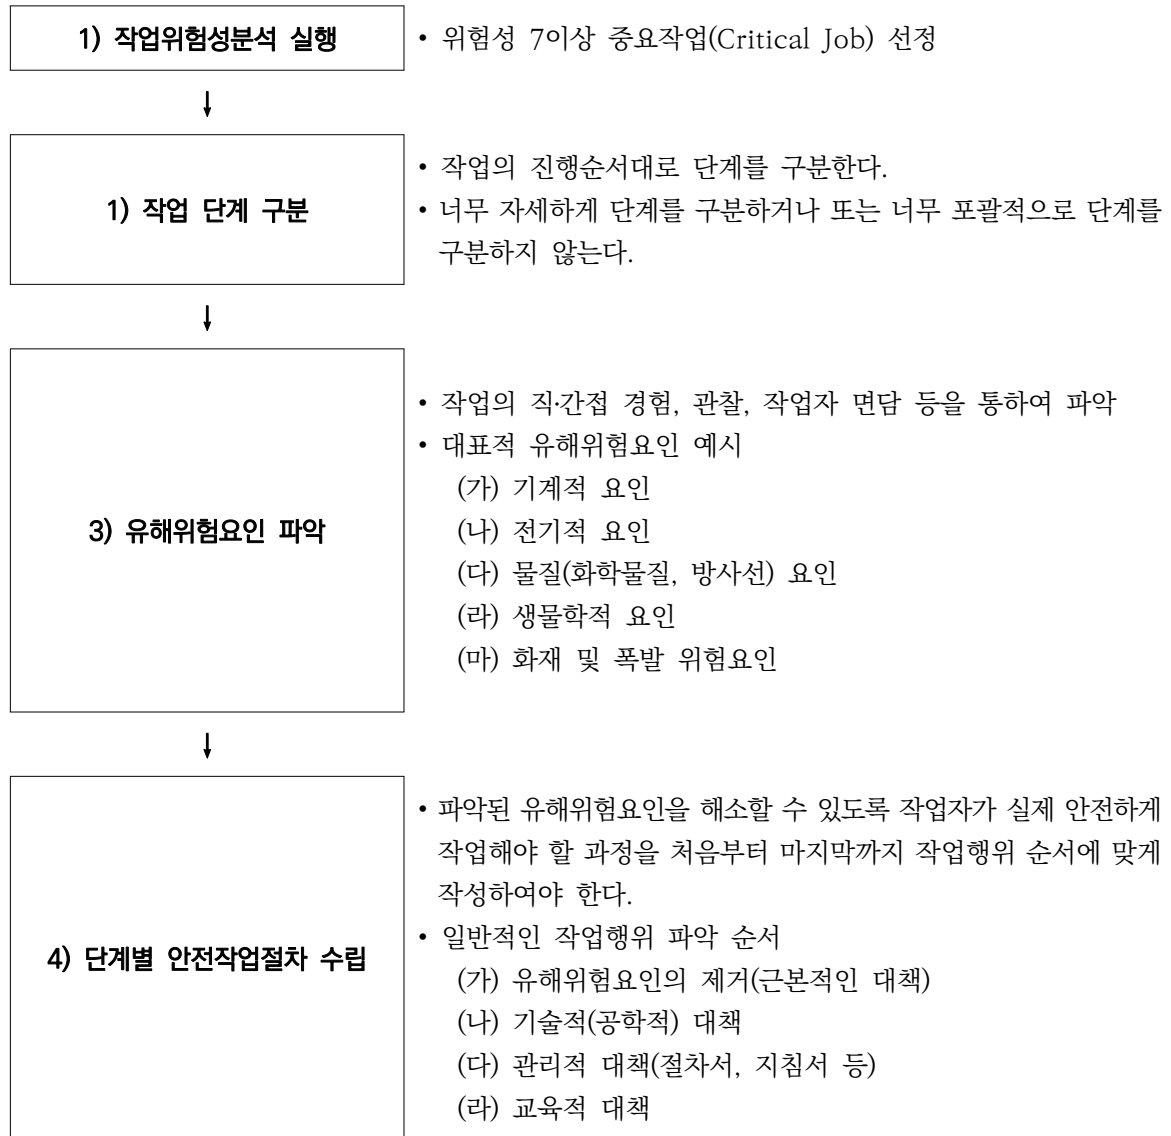 1) 작업위험성분석 실행
• 위험성 7이상 중요작업(Critical Job) 선정
↓
1) 작업 단계 구분
• 작업의 진행순서대로 단계를 구분한다.
• 너무 자세하게 단계를 구분하거나 또는 너무 포괄적으로 단계를
구분하지 않는다.
↓
3) 유해위험요인 파악
• 작업의 직·간접 경험, 관찰, 작업자 면담 등을 통하여 파악
• 대표적 유해위험요인 예시
(가) 기계적 요인
(나) 전기적 요인
(다) 물질(화학물질, 방사선) 요인
(라) 생물학적 요인
(마) 화재 및 폭발 위험요인
↓
4) 단계별 안전작업절차 수립
• 파악된 유해위험요인을 해소할 수 있도록 작업자가 실제 안전하게
작업해야 할 과정을 처음부터 마지막까지 작업행위 순서에 맞게
작성하여야 한다.
• 일반적인 작업행위 파악 순서
(가) 유해위험요인의 제거(근본적인 대책)
(나) 기술적(공학적) 대책
(다) 관리적 대책(절차서, 지침서 등)
(라) 교육적 대책